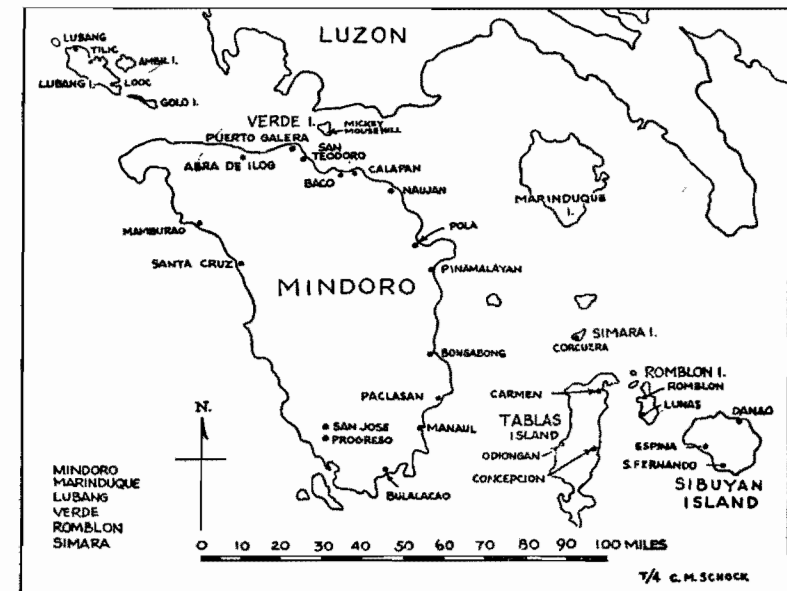 LUZON
LUBANG
TILIC
AMBIL I.
LUBANG I.
LOOC
GOLO I.
VERDE I.
MICKEY
MOUSE HILL
PUERTO GALERA
SAN
TEODORO
ABRA DE ILOG
BACO
CALAPAN
NAUJAN
MARINDUQUE
I.
MAMBURAO
POLA
SANTA CRUZ
PINAMALAYAN
MINDORO
SIMARA I.
CORCUERA
BONGABONG
ROMBLON I.
ROMBLON
CARMEN
PACLASAN
LUNAS
DANAO
TABLAS
ISLAND
N.
SAN JOSE
PROGRESO
MANAUL
ODIONGAN
ESPINA
S. FERNANDO
CONCEPCION
SIBUYAN
ISLAND
BULALACAO
MINDORO
MARINDUQUE
LUBANG
VERDE
ROMBLON
SIMARA
0 10 20 30 40 50 60 70 80 90 100 MILES
T/4 C. M. SCHOCK